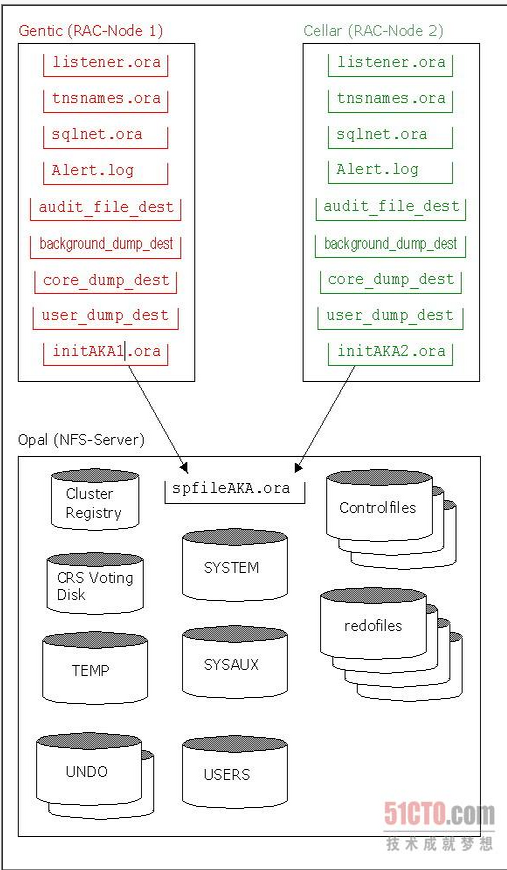 Gentic (RAC-Node 1)
listener.ora
tnsnames.ora
sqlnet.ora
Alert.log
audit_file_dest
background_dump_dest
core_dump_dest
user_dump_dest
initAKA1.ora
Cellar (RAC-Node 2)
listener.ora
tnsnames.ora
sqlnet.ora
Alert.log
audit_file_dest
background_dump_dest
core_dump_dest
user_dump_dest
initAKA2.ora
Opal (NFS-Server)
Cluster
Registry
spfileAKA.ora
Controlfiles
CRS Voting
Disk
SYSTEM
redofiles
TEMP
SYSAUX
UNDO
USERS
51CTO.com
技术成就梦想